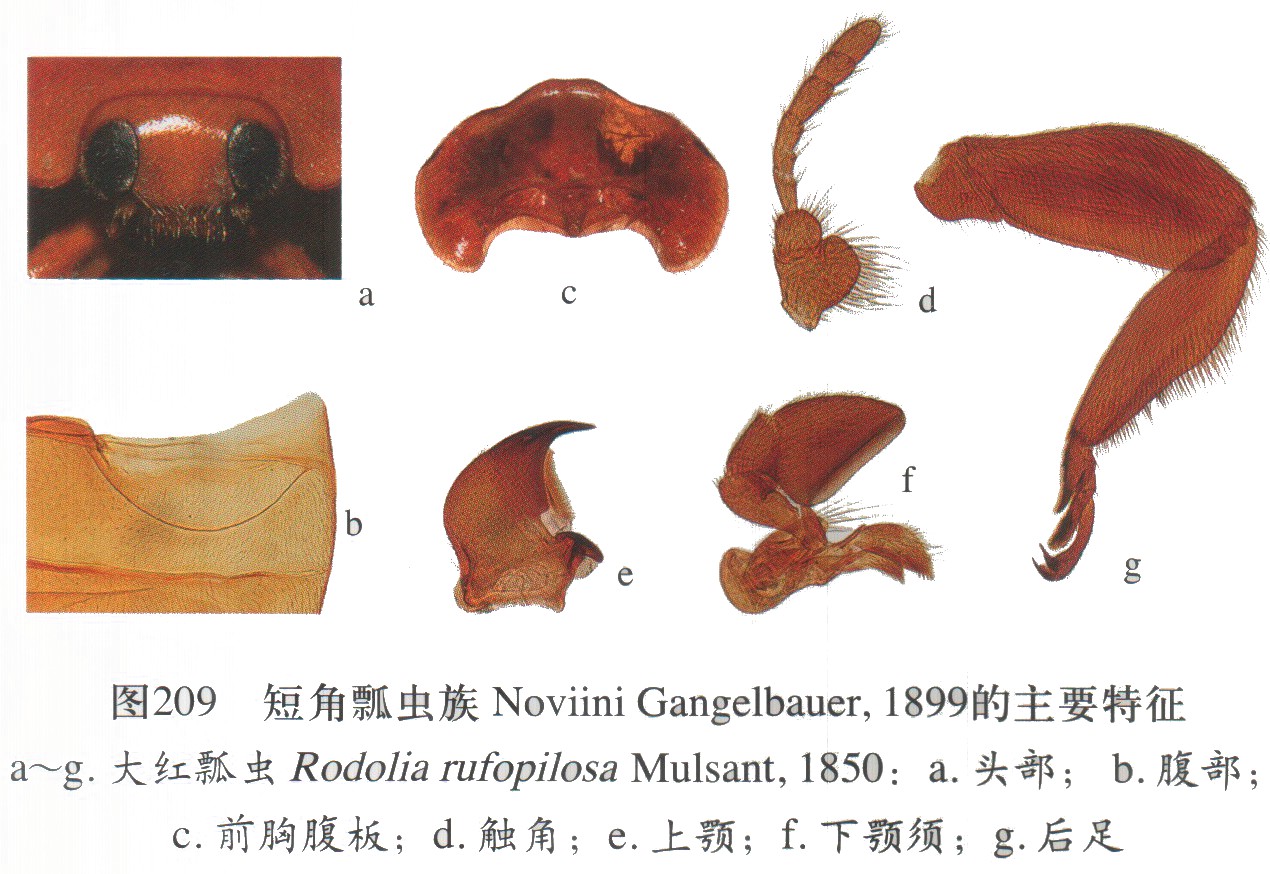 a
c
d
b
e
f
g
图209 短角瓢虫族 Noviini Gangelbauer, 1899的主要特征
a～g. 大红瓢虫 Rodolia rufopilosa Mulsant, 1850：a. 头部； b. 腹部；
c. 前胸腹板；d. 触角；e. 上颚；f. 下颚须；g. 后足